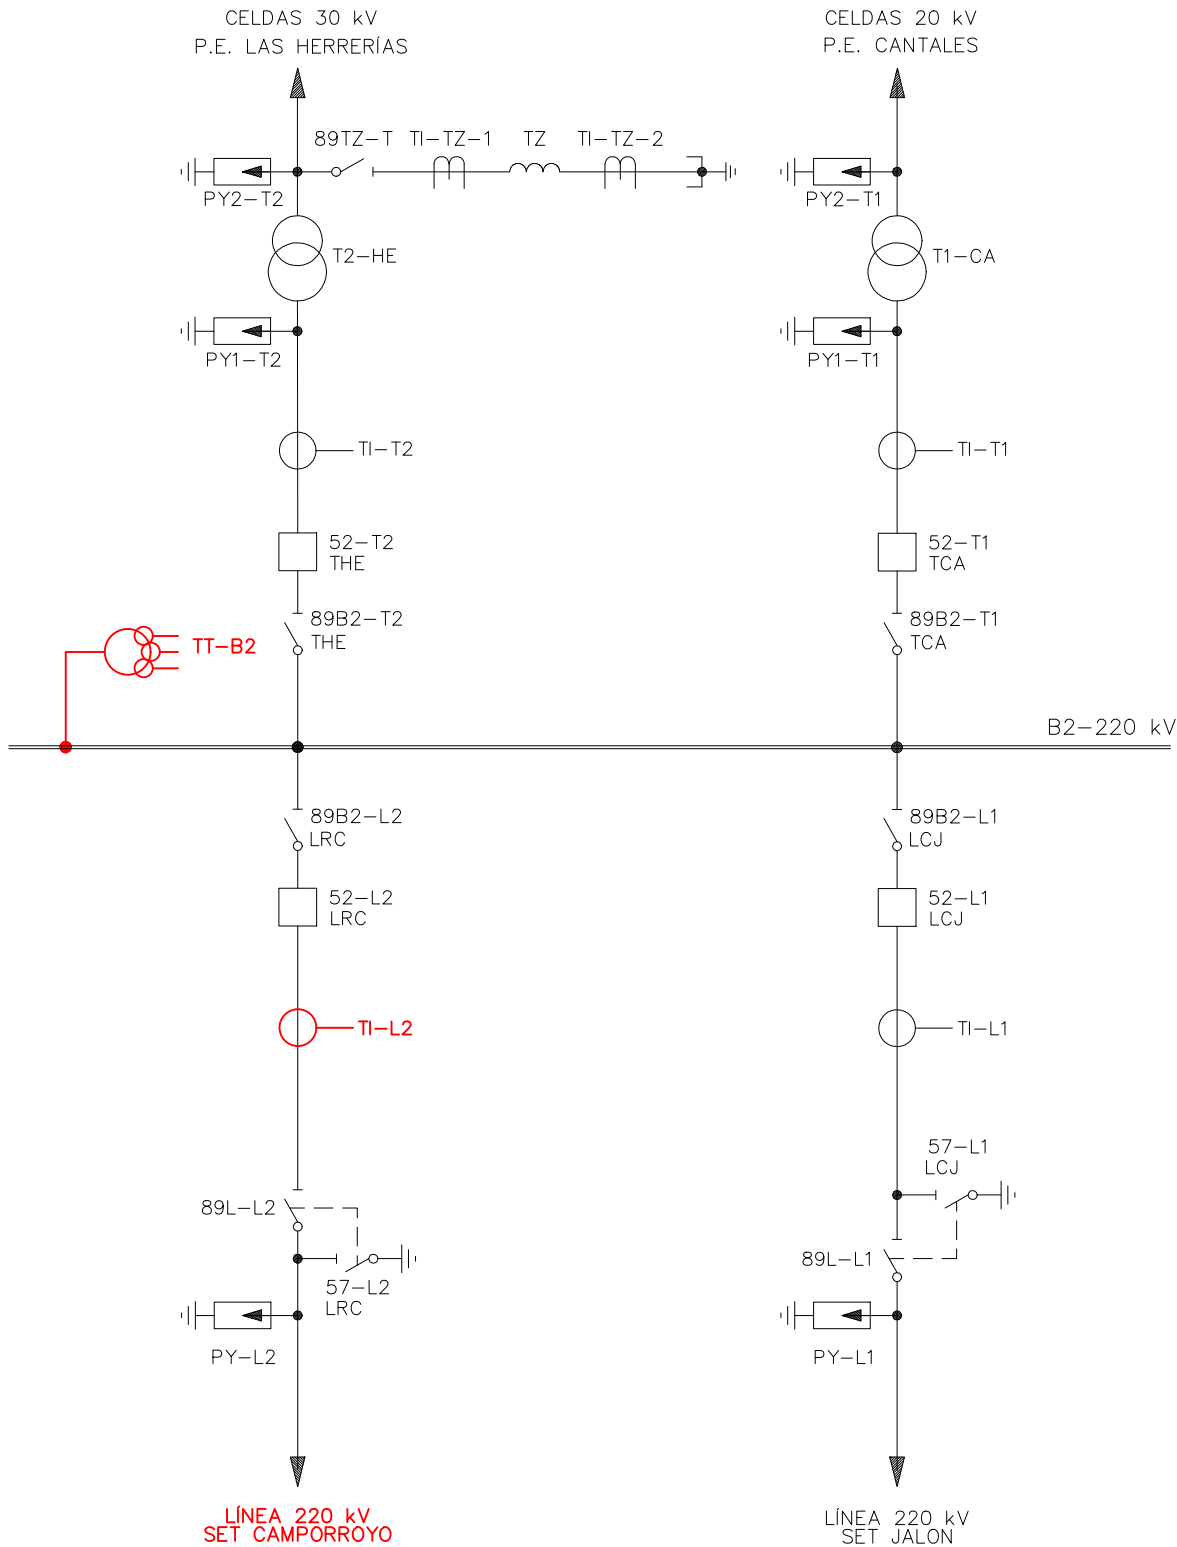 CELDAS 30 kV
P.E. LAS HERRERÍAS
CELDAS 20 kV
P.E. CANTALES
89TZ-T
TI-TZ-1
TZ
TI-TZ-2
PY2-T2
PY2-T1
T2-HE
T1-CA
PY1-T2
PY1-T1
TI-T2
TI-T1
52-T2
THE
52-T1
TCA
89B2-T2
THE
89B2-T1
TCA
TT-B2
B2-220 kV
89B2-L2
LRC
89B2-L1
LCJ
52-L2
LRC
52-L1
LCJ
TI-L2
TI-L1
57-L1
LCJ
89L-L2
89L-L1
57-L2
LRC
PY-L2
PY-L1
LÍNEA 220 kV
SET CAMPORROYO
LÍNEA 220 kV
SET JALON